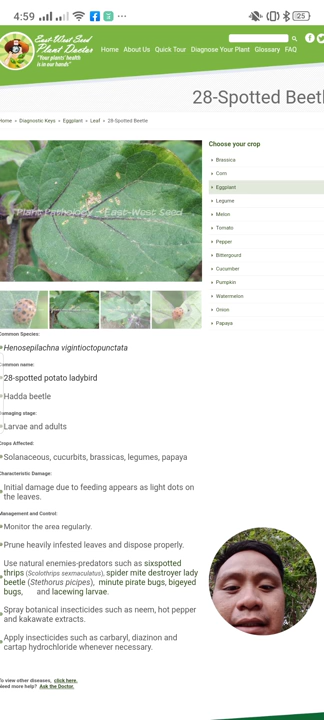 4:59
25
East-West Seed
Plant Doctor
"Your plants' health
is in our hands"
Home About Us Quick Tour Diagnose Your Plant Glossary FAQ
28-Spotted Beetl
Home » Diagnostic Keys » Eggplant » Leaf » 28-Spotted Beetle
Choose your crop
Brassica
Corn
Eggplant
Legume
Melon
Tomato
Pepper
Bittergourd
Cucumber
Pumpkin
Watermelon
Onion
Papaya
Plant Pathology - East-West Seed
Common Species:
Henosepilachna vigintioctopunctata
Common name:
28-spotted potato ladybird
Hadda beetle
Damaging stage:
Larvae and adults
Crops Affected:
Solanaceous, cucurbits, brassicas, legumes, papaya
Characteristic Damage:
Initial damage due to feeding appears as light dots on
the leaves.
Management and Control:
Monitor the area regularly.
Prune heavily infested leaves and dispose properly.
Use natural enemies-predators such as sixspotted
thrips (Scolothrips sexmaculatus), spider mite destroyer lady
beetle (Stethorus picipes), minute pirate bugs, bigeyed
bugs, and lacewing larvae.
Spray botanical insecticides such as neem, hot pepper
and kakawate extracts.
Apply insecticides such as carbaryl, diazinon and
cartap hydrochloride whenever necessary.
To view other diseases, click here.
Need more help? Ask the Doctor.